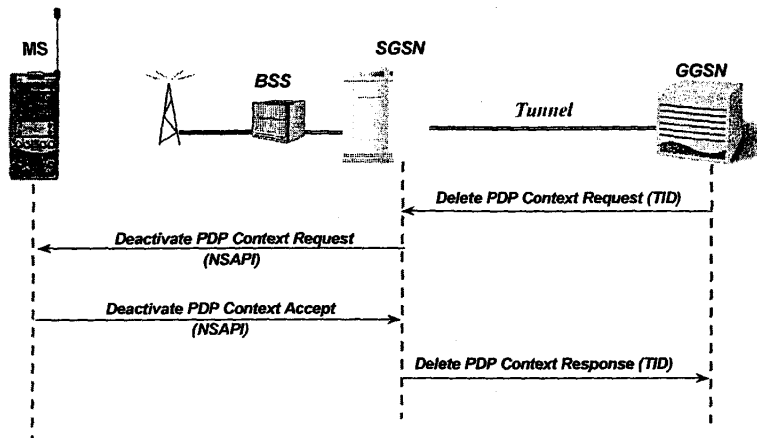 MS
BSS
SGSN
GGSN
Tunnel
Delete PDP Context Request (TID)
Deactivate PDP Context Request
(NSAPI)
Deactivate PDP Context Accept
(NSAPI)
Delete PDP Context Response (TID)